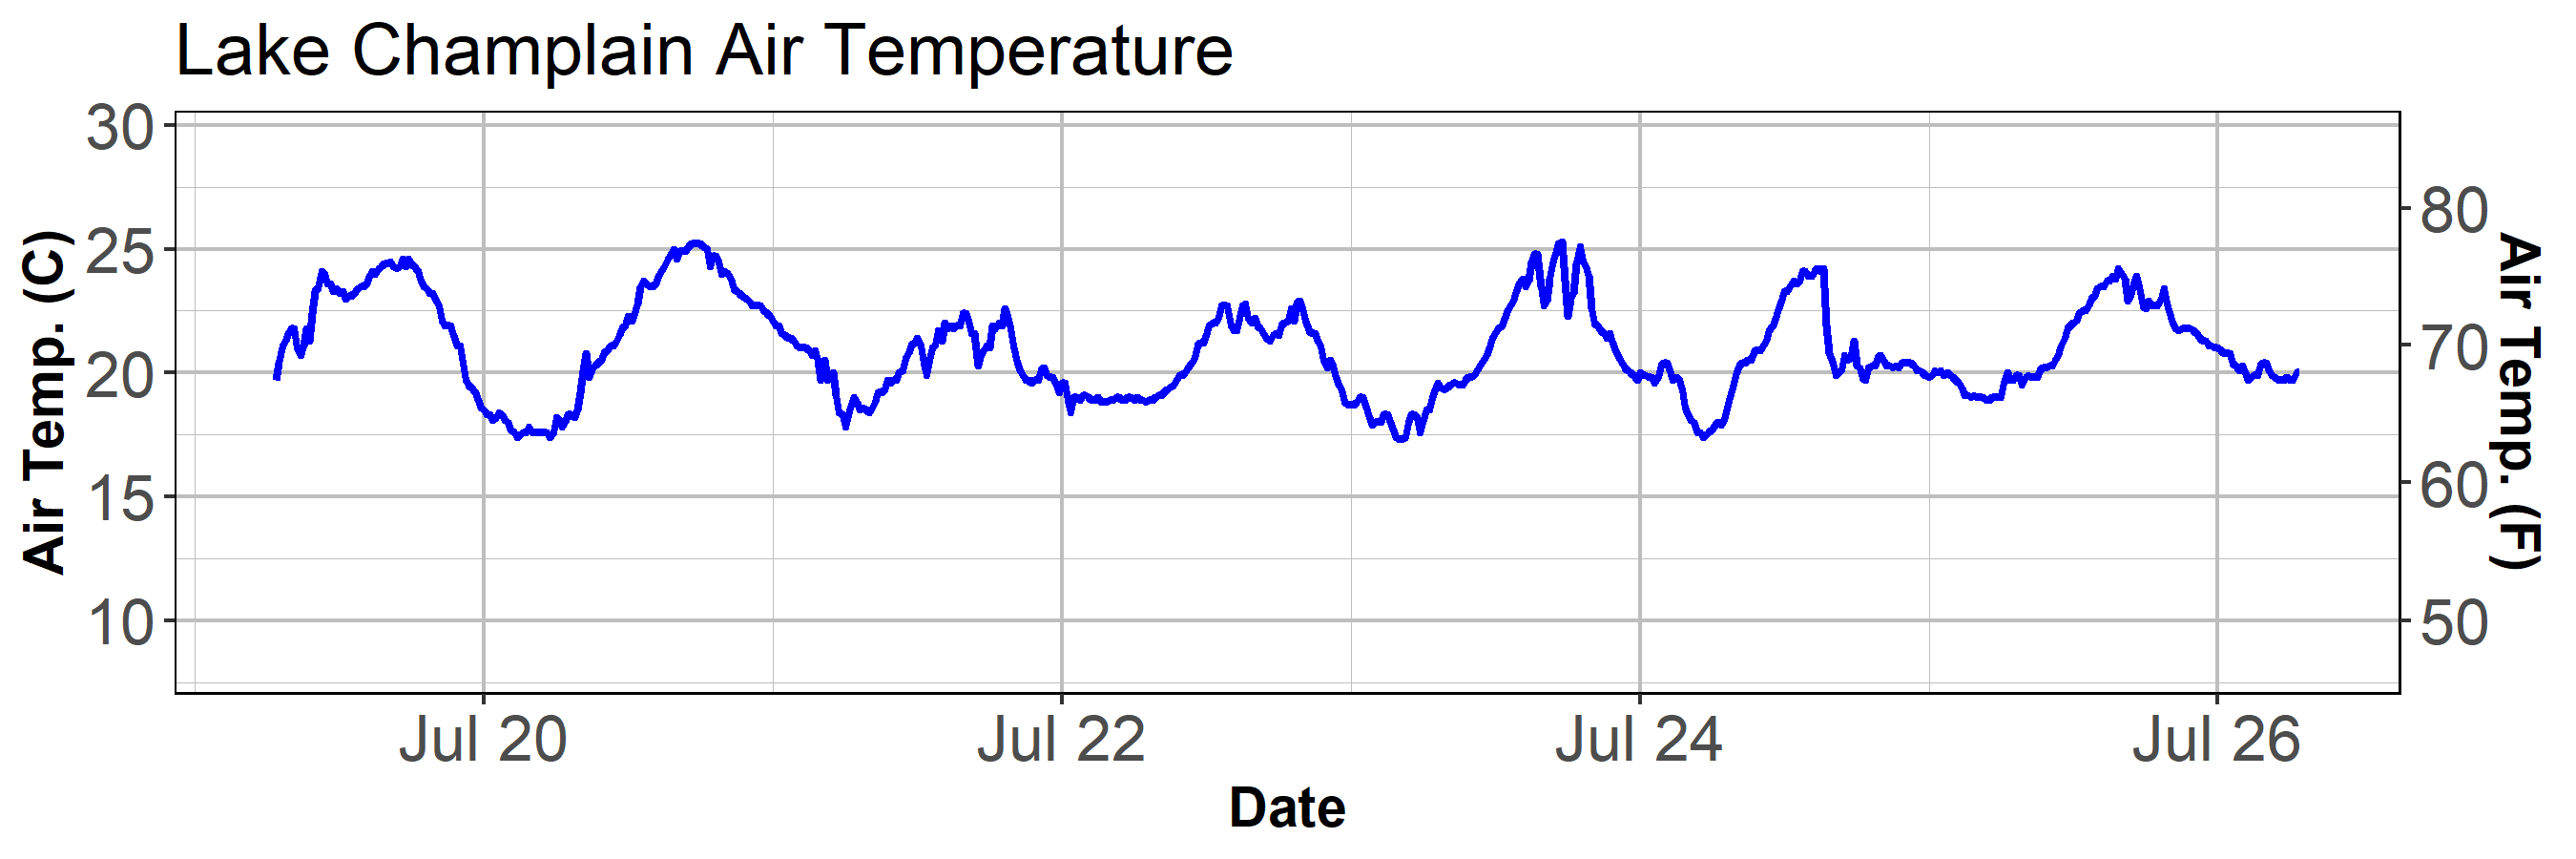 Lake Champlain Air Temperature
Air Temp. (C)
30
25
20
15
10
80
70
60
50
Air Temp. (F)
Jul 20
Jul 22
Jul 24
Jul 26
Date